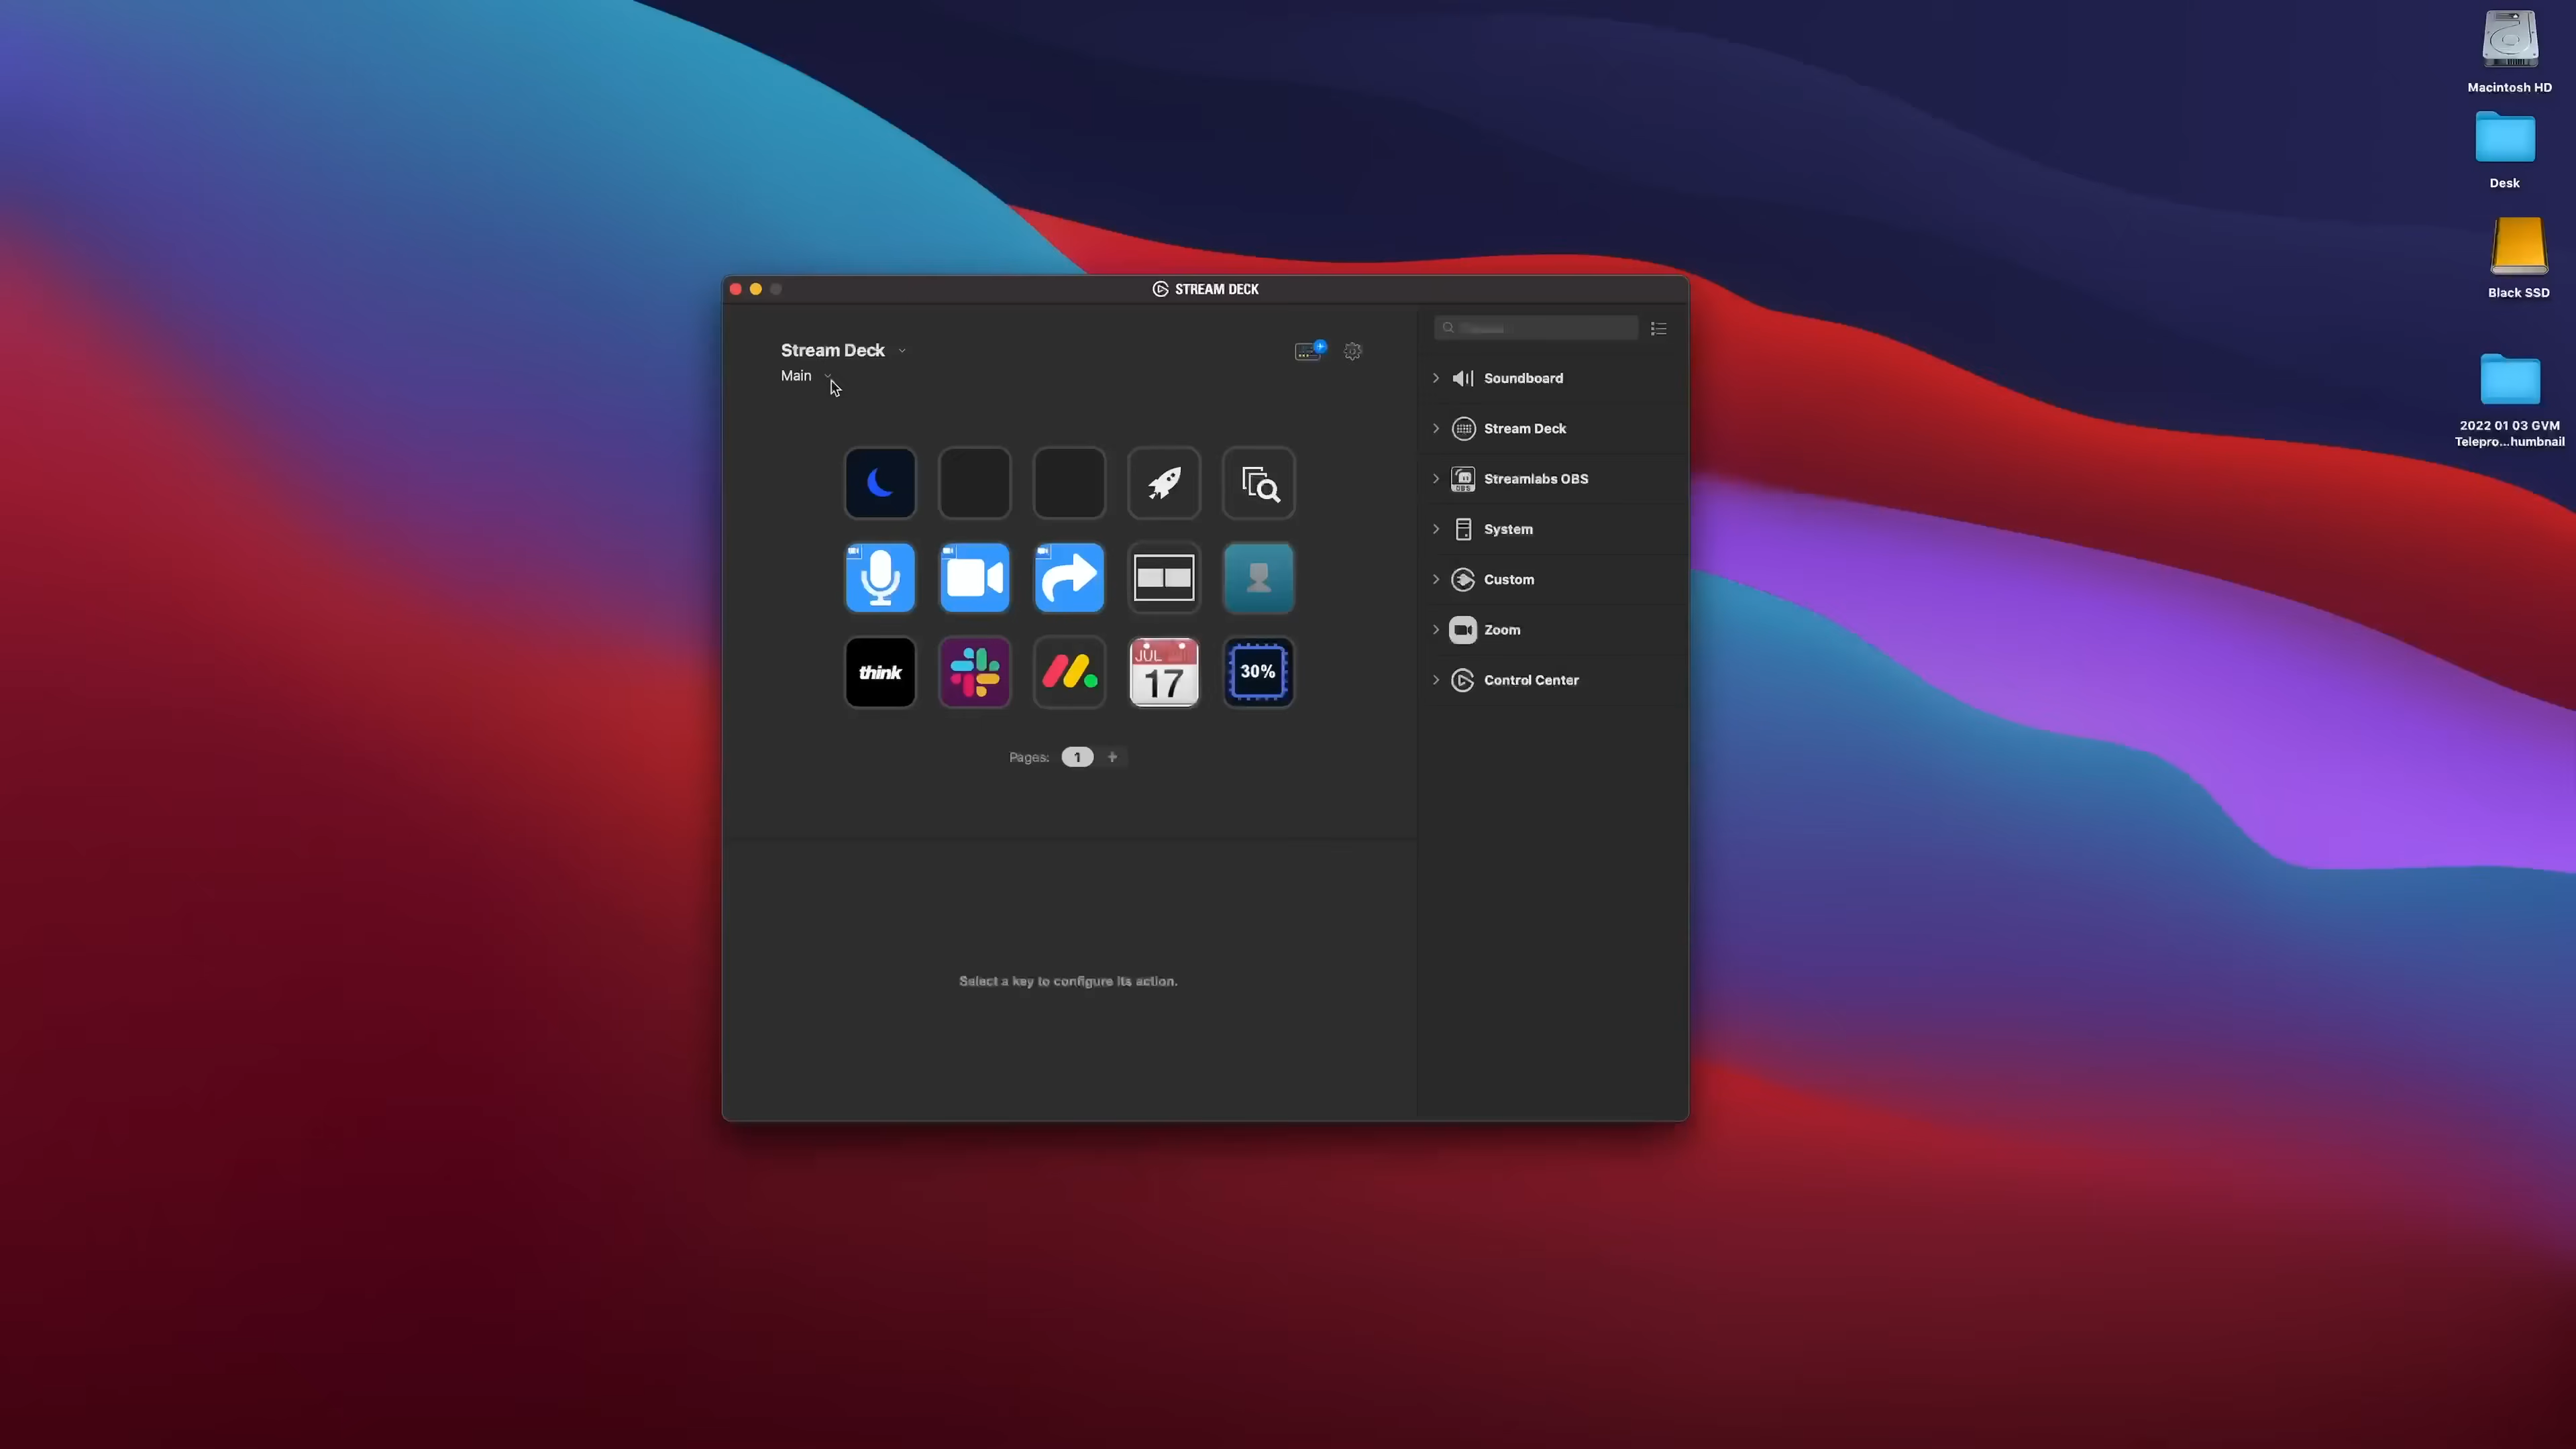 Macintosh HD
Desk
Black SSD
2022 01 03 GVM
Telepro...humbnail
STREAM DECK
Stream Deck
Main
think
JUL
17
30%
Pages: 1 +
Select a key to configure its action.
Soundboard
Stream Deck
OBS Streamlabs OBS
System
Custom
Zoom
Control Center